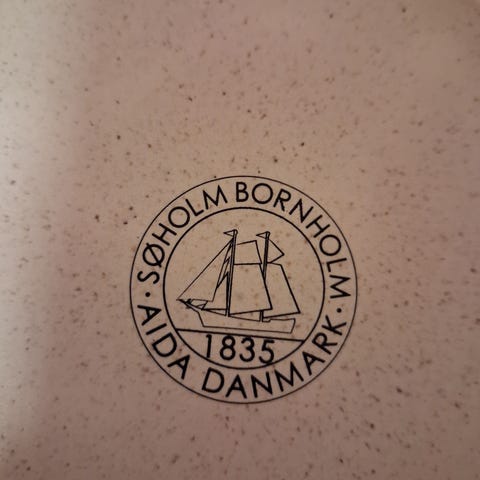 SØHOLM BORNHOLM
1835
· AIDA DANMARK ·